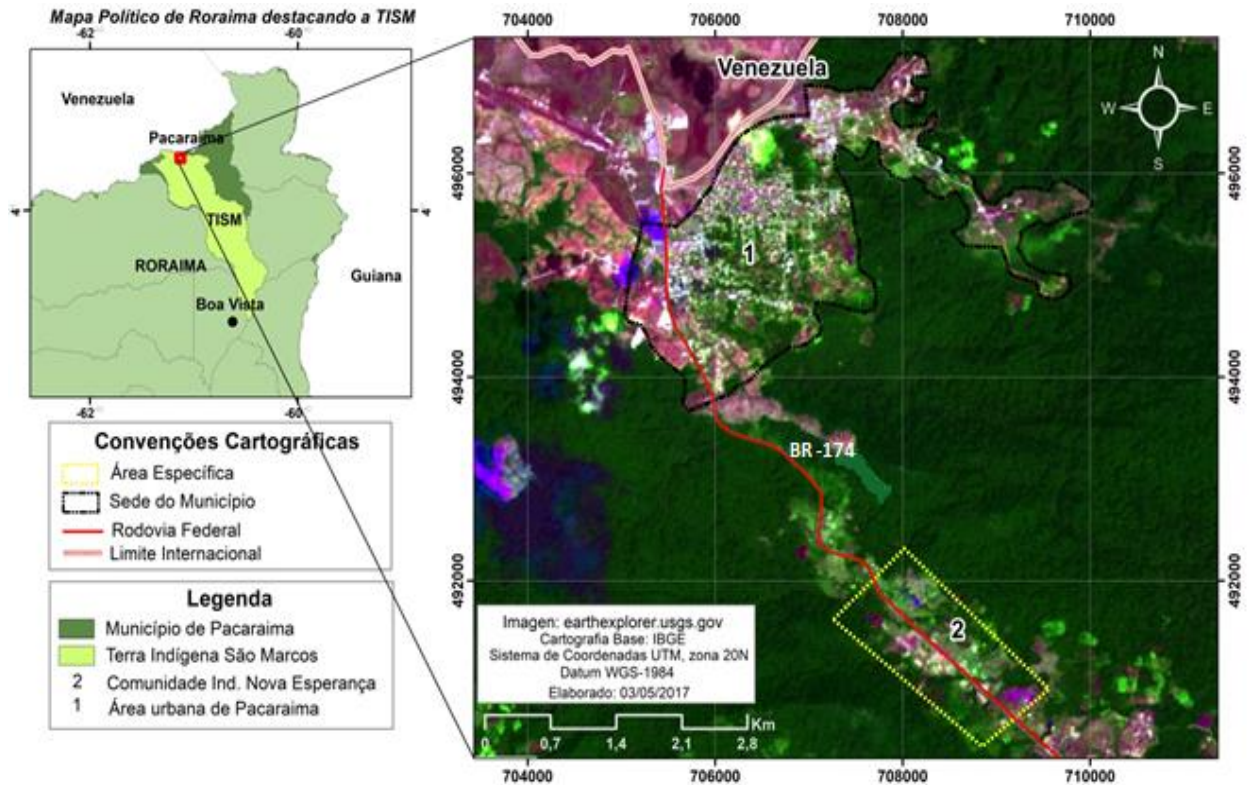 Mapa Político de Roraima destacando a TISM
-62
-60
Venezuela
Pacaraima
TISM
RORAIMA
Guiana
Boa Vista
4°
4°
-62
-60
Convenções Cartográficas
Área Específica
Sede do Município
Rodovia Federal
Limite Internacional
Legenda
Município de Pacaraima
Terra Indígena São Marcos
2 Comunidade Ind. Nova Esperança
1 Área urbana de Pacaraima
704000
706000
708000
710000
Venezuela
N
W
E
S
496000
496000
1
494000
494000
BR -174
492000
492000
2
Imagen: earthexplorer.usgs.gov
Cartografia Base: IBGE
Sistema de Coordenadas UTM, zona 20N
Datum WGS-1984
Elaborado: 03/05/2017
Km
0 0,7 1,4 2,1 2,8
704000
706000
708000
710000